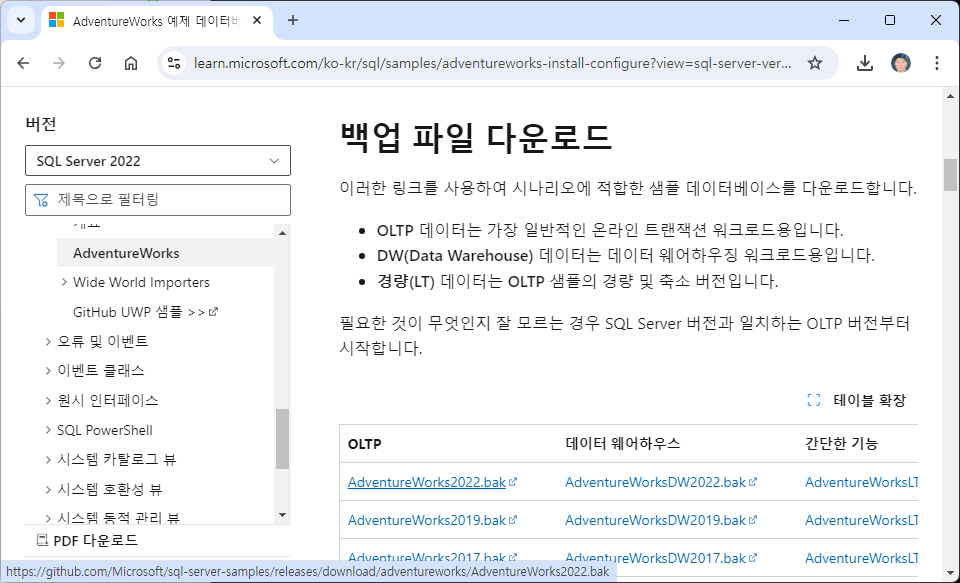 AdventureWorks 예제 데이터베
learn.microsoft.com/ko-kr/sql/samples/adventureworks-install-configure?view=sql-server-ver...
버전
SQL Server 2022
제목으로 필터링
개요
AdventureWorks
Wide World Importers
GitHub UWP 샘플 >>
오류 및 이벤트
이벤트 클래스
원시 인터페이스
SQL PowerShell
시스템 카탈로그 뷰
시스템 호환성 뷰
시스템 동적 관리 뷰
PDF 다운로드
백업 파일 다운로드
이러한 링크를 사용하여 시나리오에 적합한 샘플 데이터베이스를 다운로드합니다.
OLTP 데이터는 가장 일반적인 온라인 트랜잭션 워크로드용입니다.
DW(Data Warehouse) 데이터는 데이터 웨어하우징 워크로드용입니다.
경량(LT) 데이터는 OLTP 샘플의 경량 및 축소 버전입니다.
필요한 것이 무엇인지 잘 모르는 경우 SQL Server 버전과 일치하는 OLTP 버전부터
시작합니다.
테이블 확장
OLTP 데이터 웨어하우스 간단한 기능
AdventureWorks2022.bak AdventureWorksDW2022.bak AdventureWorksLT
AdventureWorks2019.bak AdventureWorksDW2019.bak AdventureWorksLT
AdventureWorks2017.bak AdventureWorksDW2017.bak AdventureWorksLT
https://github.com/Microsoft/sql-server-samples/releases/download/adventureworks/AdventureWorks2022.bak